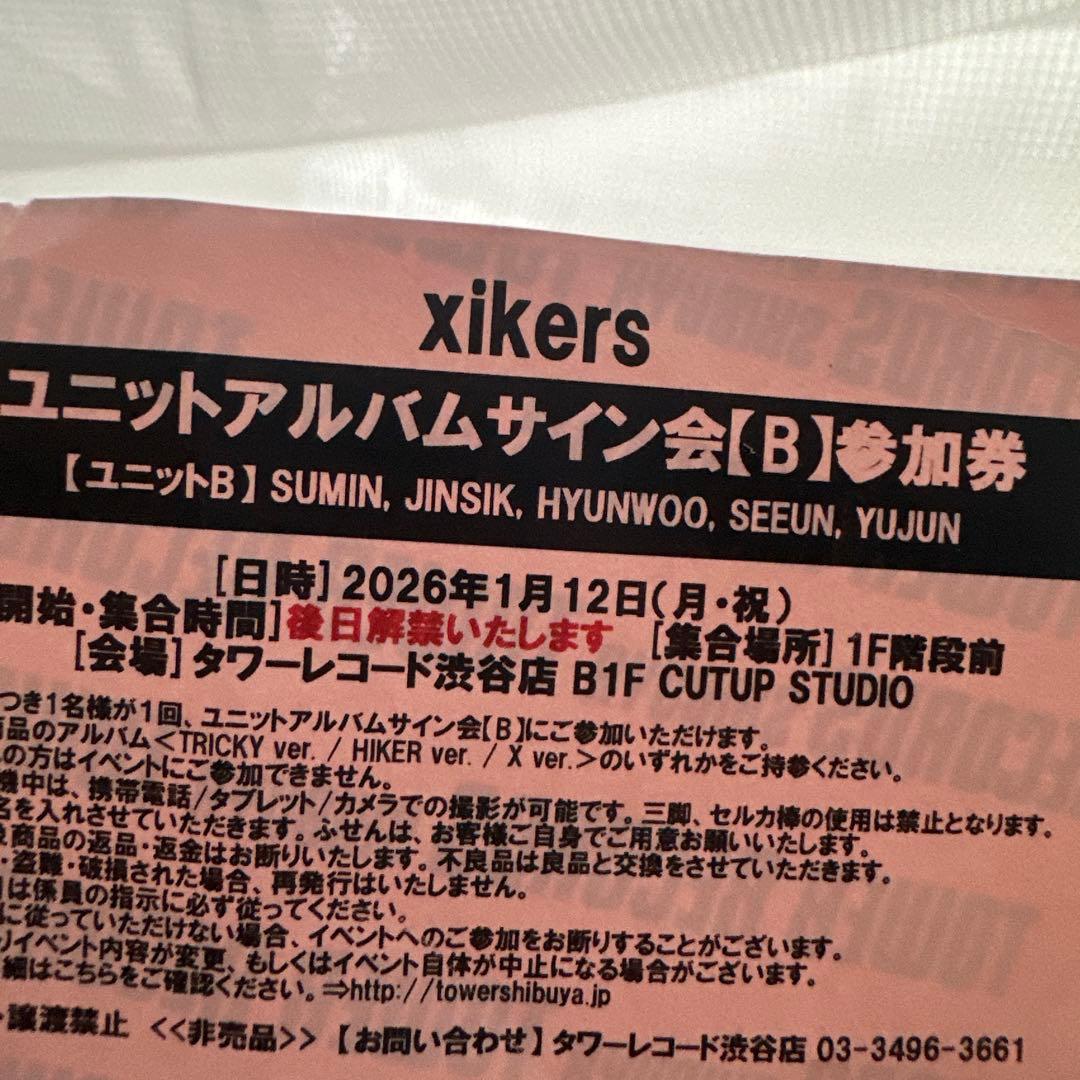 xikers
ユニットアルバムサイン会【B】参加券
【ユニットB】SUMIN, JINSIK, HYUNWOO, SEEUN, YUJUN
[日時] 2026年1月12日(月・祝)
開始・集合時間]後日解禁いたします [集合場所] 1F階段前
[会場] タワーレコード渋谷店 B1F CUTUP STUDIO
つき1名様が1回、ユニットアルバムサイン会【B】にご参加いただけます。
商品のアルバム<TRICKY ver. / HIKER ver. / X ver.>のいずれかをご持参ください。
の方はイベントにご参加できません。
機中は、携帯電話/タブレット/カメラでの撮影が可能です。三脚、セルカ棒の使用は禁止となります。
名を入れさせていただきます。ふせんは、お客様ご自身でご用意お願いいたします。
商品の返品・返金はお断りいたします。不良品は良品と交換をさせていただきます。
・盗難・破損された場合、再発行はいたしません。
は係員の指示に必ず従ってください。
に従っていただけない場合、イベントへのご参加をお断りすることがございます。
りイベント内容が変更、もしくはイベント自体が中止になる場合がございます。
細はこちらをご確認ください。⇒http://towershibuya.jp
・譲渡禁止 <<非売品>> 【お問い合わせ】タワーレコード渋谷店 03-3496-3661